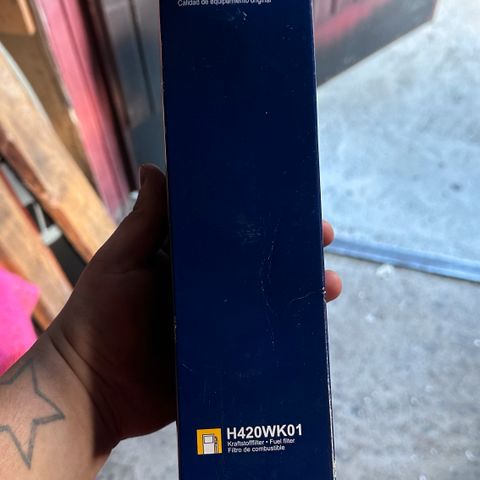 Calidad de equipamiento original
H420WK01
Kraftstofffilter • Fuel filter
Filtro de combustible